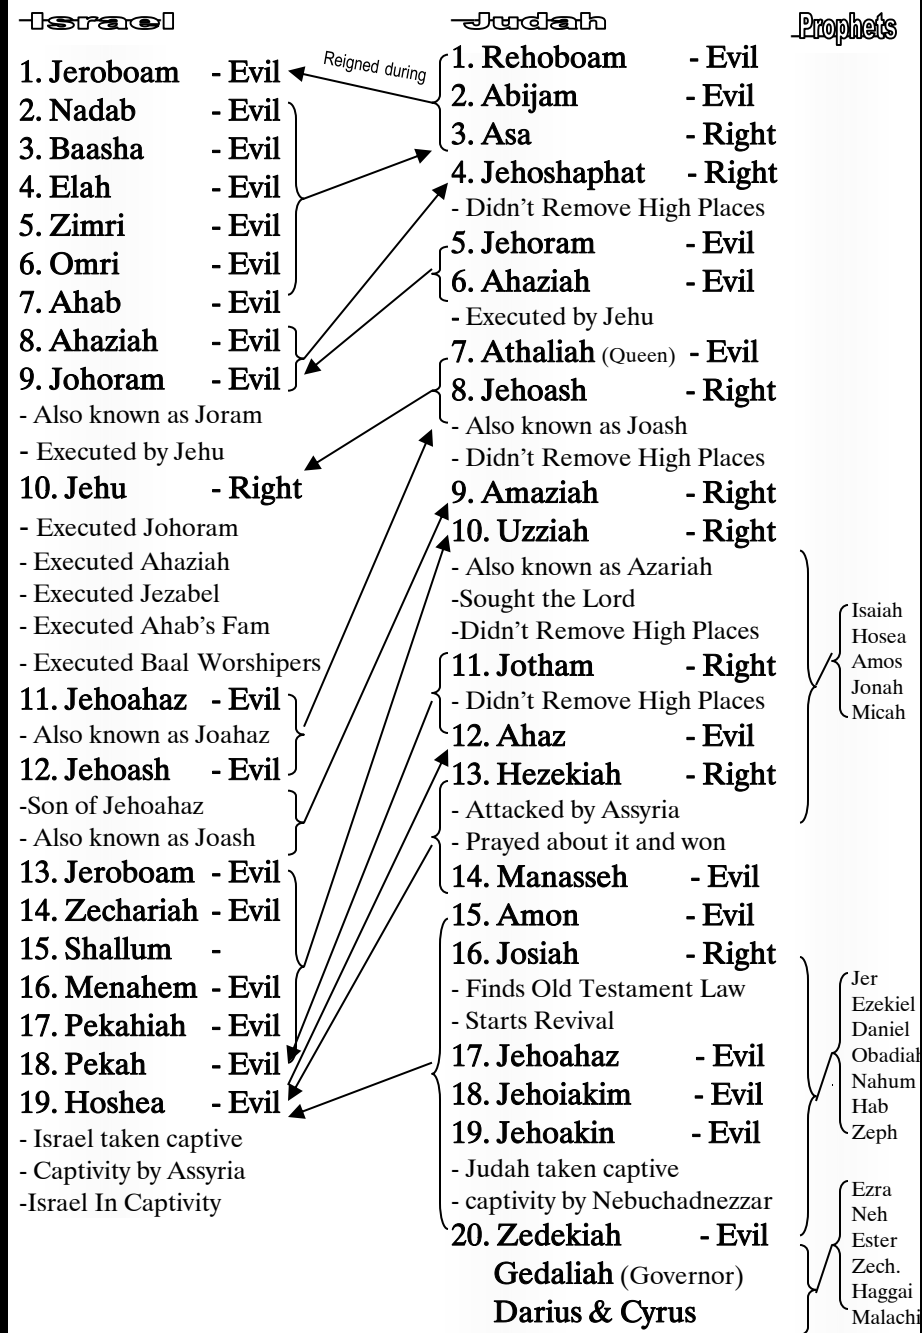 Israel
1. Jeroboam - Evil
2. Nadab - Evil
3. Baasha - Evil
4. Elah - Evil
5. Zimri - Evil
6. Omri - Evil
7. Ahab - Evil
8. Ahaziah - Evil
9. Johoram - Evil
- Also known as Joram
- Executed by Jehu
10. Jehu - Right
- Executed Johoram
- Executed Ahaziah
- Executed Jezabel
- Executed Ahab's Fam
- Executed Baal Worshipers
11. Jehoahaz - Evil
- Also known as Joahaz
12. Jehoash - Evil
-Son of Jehoahaz
- Also known as Joash
13. Jeroboam - Evil
14. Zechariah - Evil
15. Shallum -
16. Menahem - Evil
17. Pekahiah - Evil
18. Pekah - Evil
19. Hoshea - Evil
- Israel taken captive
- Captivity by Assyria
-Israel In Captivity
Reigned during
Judah
1. Rehoboam - Evil
2. Abijam - Evil
3. Asa - Right
4. Jehoshaphat - Right
- Didn't Remove High Places
5. Jehoram - Evil
6. Ahaziah - Evil
- Executed by Jehu
7. Athaliah (Queen) - Evil
8. Jehoash - Right
- Also known as Joash
- Didn't Remove High Places
9. Amaziah - Right
10. Uzziah - Right
- Also known as Azariah
-Sought the Lord
-Didn't Remove High Places
11. Jotham - Right
- Didn't Remove High Places
12. Ahaz - Evil
13. Hezekiah - Right
- Attacked by Assyria
- Prayed about it and won
14. Manasseh - Evil
15. Amon - Evil
16. Josiah - Right
- Finds Old Testament Law
- Starts Revival
17. Jehoahaz - Evil
18. Jehoiakim - Evil
19. Jehoakin - Evil
- Judah taken captive
- captivity by Nebuchadnezzar
20. Zedekiah - Evil
Gedaliah (Governor)
Darius & Cyrus
Prophets
Isaiah
Hosea
Amos
Jonah
Micah
Jer
Ezekiel
Daniel
Obadiah
Nahum
Hab
Zeph
Ezra
Neh
Ester
Zech.
Haggai
Malachi